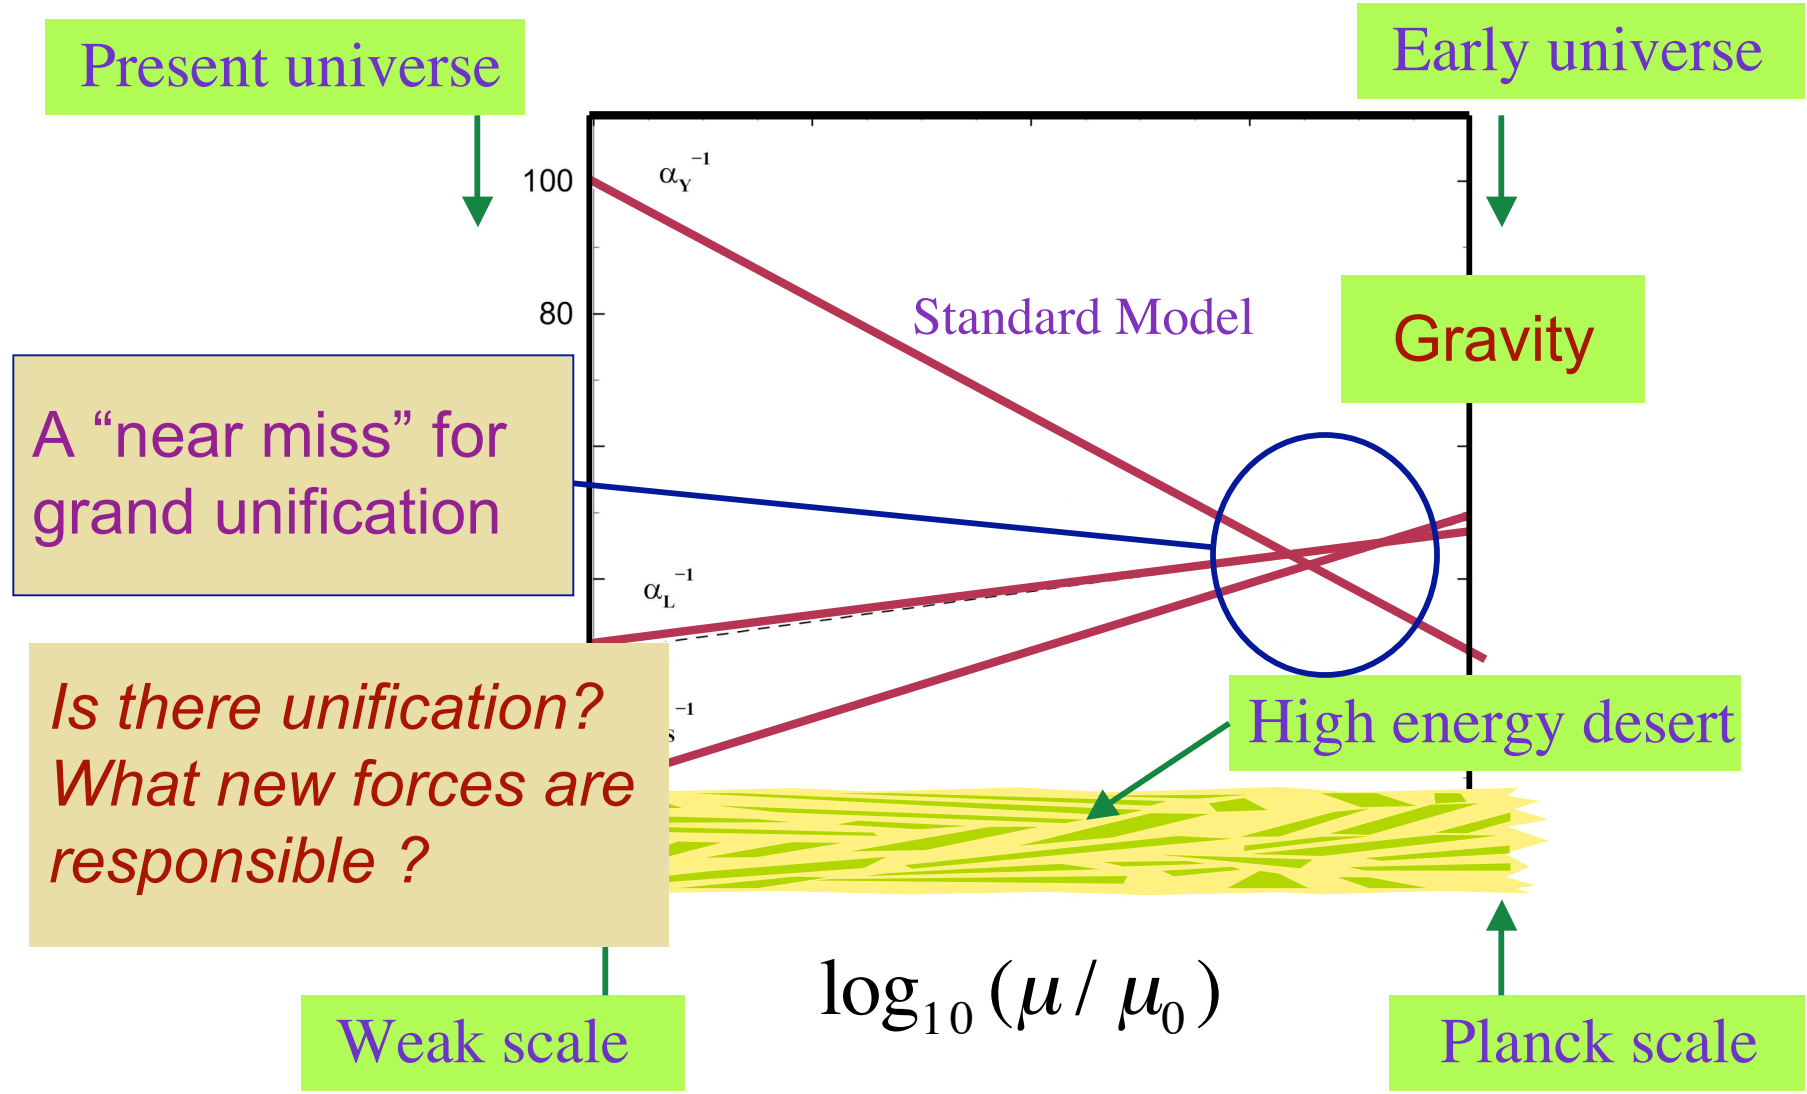 Present universe
Early universe
100
α_Y^−1
80
Standard Model
Gravity
A “near miss” for
grand unification
α_L^−1
Is there unification?
What new forces are
responsible ?
S^−1
High energy desert
log₁₀ (μ / μ₀)
Weak scale
Planck scale